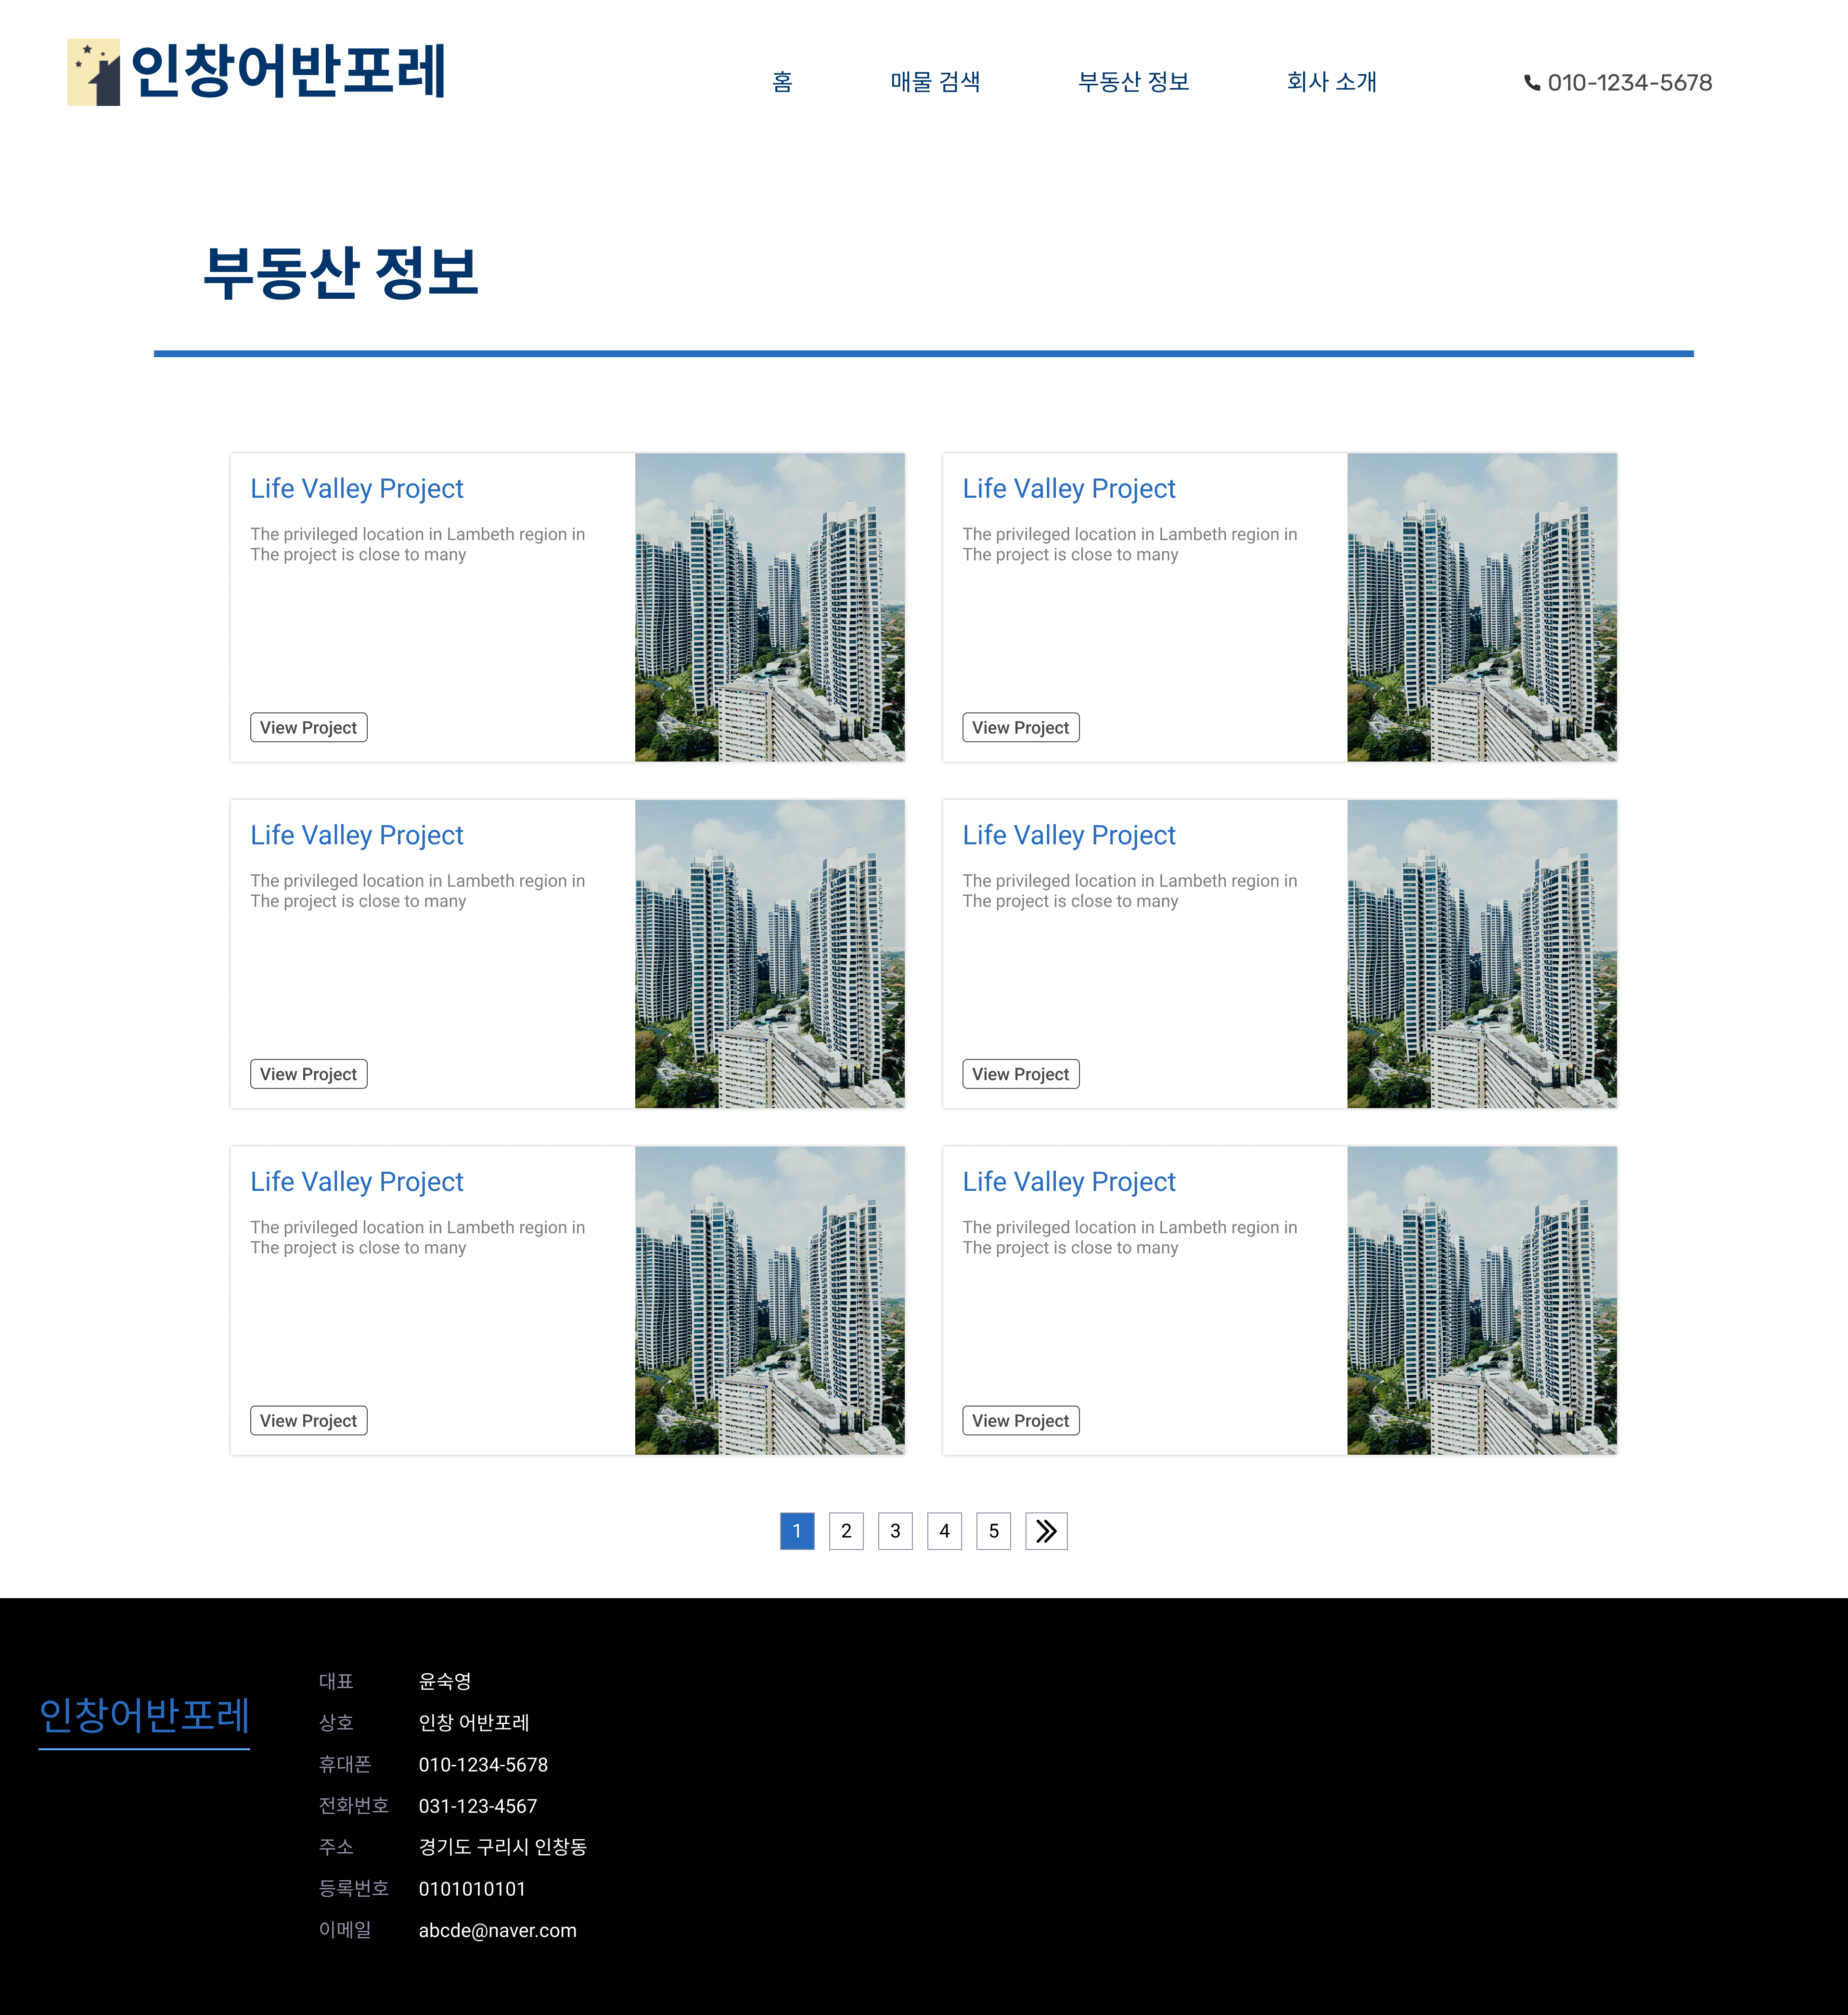 인창어반포레
홈 매물 검색 부동산 정보 회사 소개 010-1234-5678
부동산 정보
Life Valley Project
The privileged location in Lambeth region in
The project is close to many
View Project
Life Valley Project
The privileged location in Lambeth region in
The project is close to many
View Project
Life Valley Project
The privileged location in Lambeth region in
The project is close to many
View Project
Life Valley Project
The privileged location in Lambeth region in
The project is close to many
View Project
Life Valley Project
The privileged location in Lambeth region in
The project is close to many
View Project
Life Valley Project
The privileged location in Lambeth region in
The project is close to many
View Project
1 2 3 4 5
인창어반포레
대표 윤숙영
상호 인창 어반포레
휴대폰 010-1234-5678
전화번호 031-123-4567
주소 경기도 구리시 인창동
등록번호 0101010101
이메일 abcde@naver.com